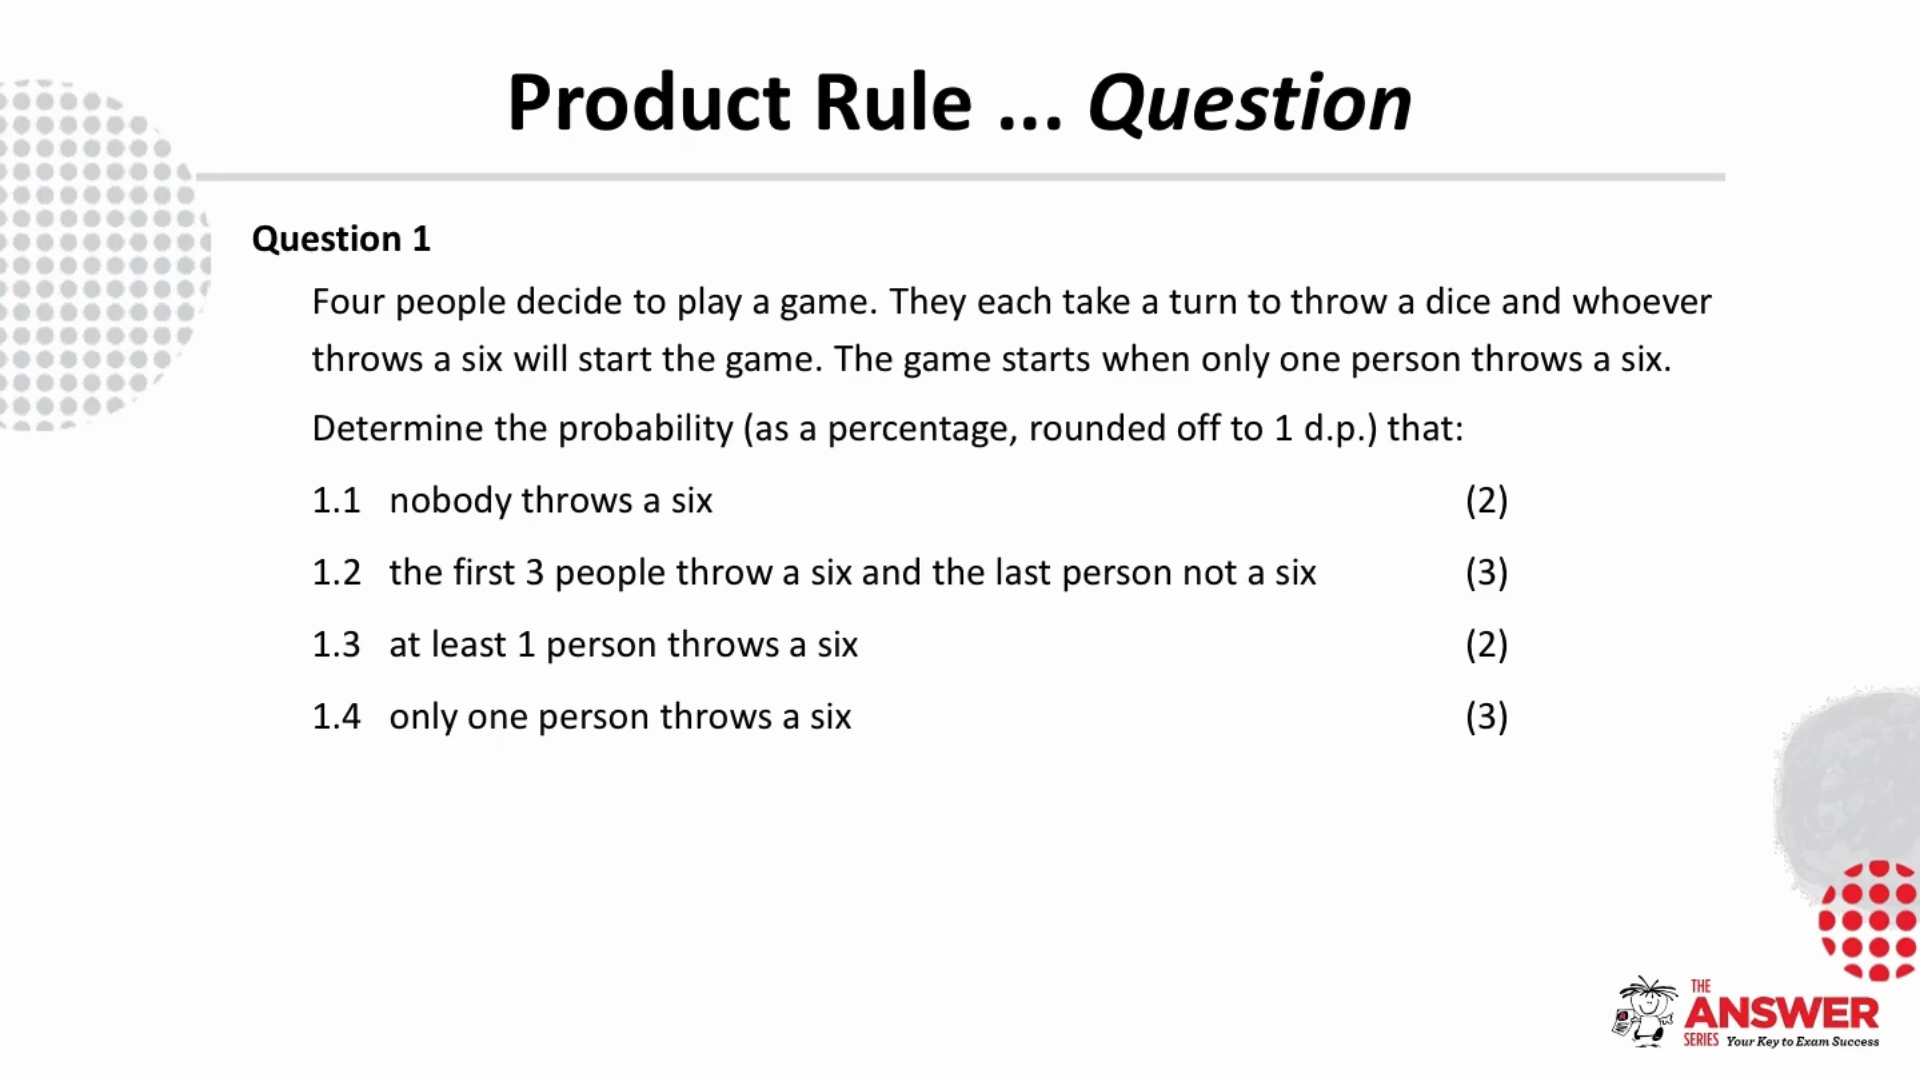 Product Rule ... Question
Question 1
Four people decide to play a game. They each take a turn to throw a dice and whoever
throws a six will start the game. The game starts when only one person throws a six.
Determine the probability (as a percentage, rounded off to 1 d.p.) that:
1.1 nobody throws a six (2)
1.2 the first 3 people throw a six and the last person not a six (3)
1.3 at least 1 person throws a six (2)
1.4 only one person throws a six (3)
THE
ANSWER
SERIES Your Key to Exam Success